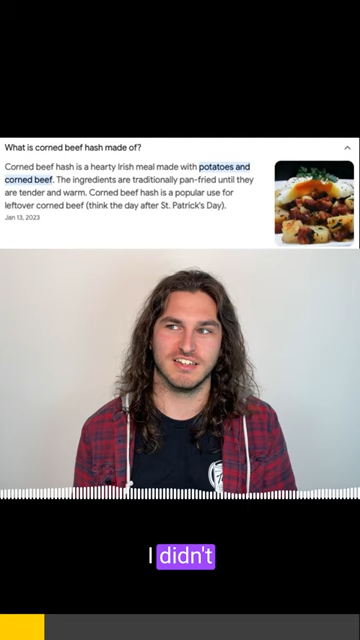 What is corned beef hash made of?
Corned beef hash is a hearty Irish meal made with potatoes and
corned beef. The ingredients are traditionally pan-fried until they
are tender and warm. Corned beef hash is a popular use for
leftover corned beef (think the day after St. Patrick's Day).
Jan 13, 2023
I didn't